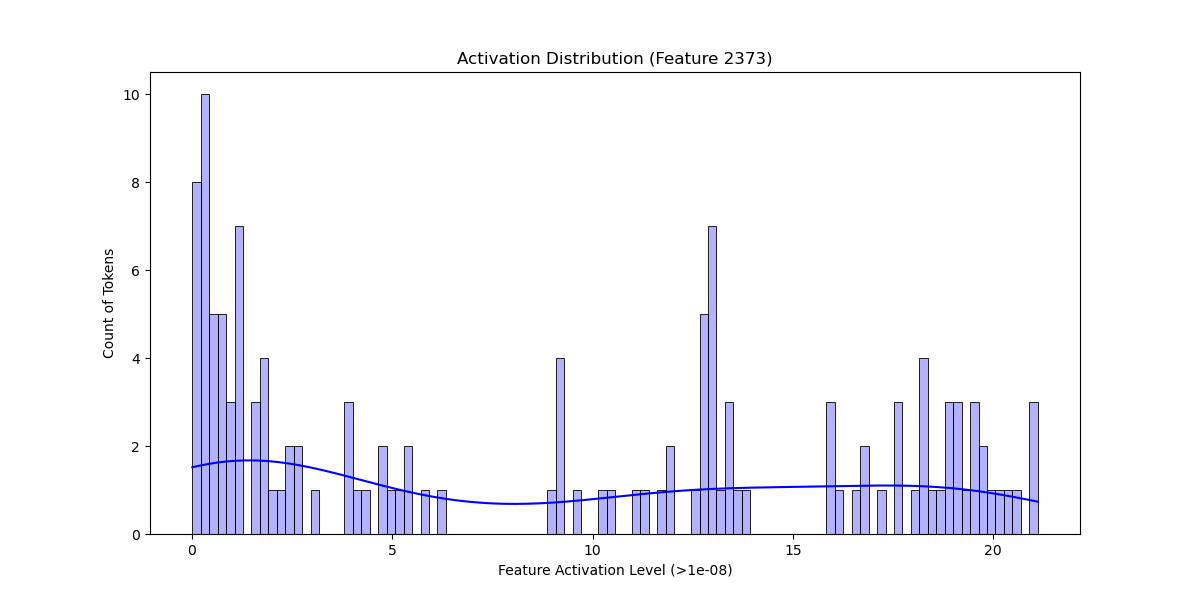 Activation Distribution (Feature 2373)
10
8
6
4
2
0
Count of Tokens
0 5 10 15 20
Feature Activation Level (>1e-08)